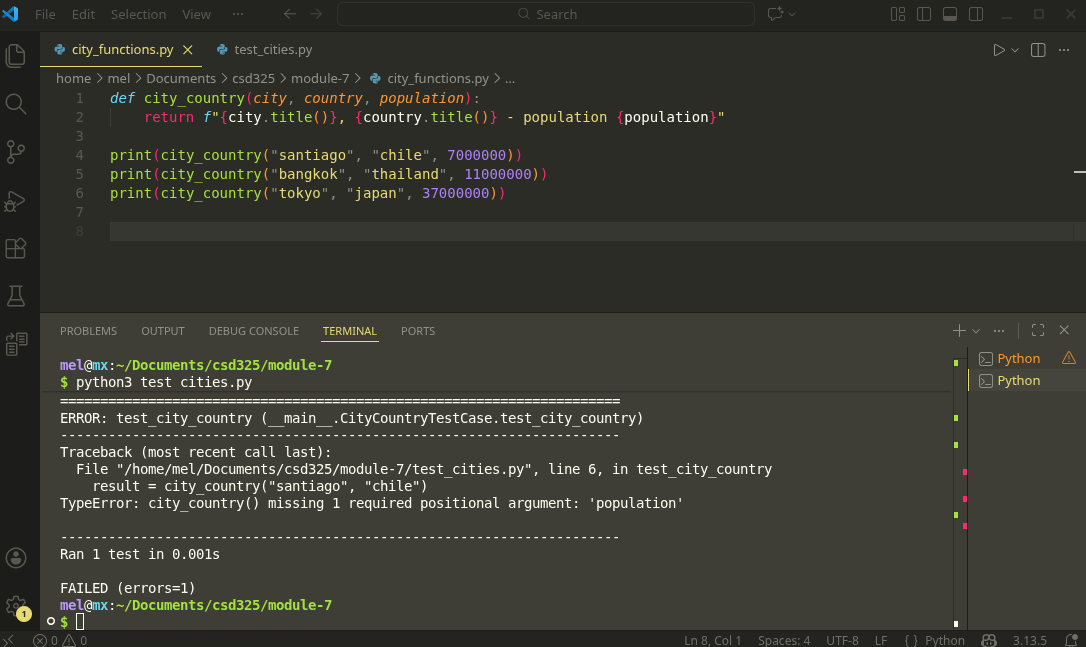 File Edit Selection View ··· Search
city_functions.py test_cities.py
home > mel > Documents > csd325 > module-7 > city_functions.py > ...
1 def city_country(city, country, population):
2 return f"{city.title()}, {country.title()} - population {population}"
3
4 print(city_country("santiago", "chile", 7000000))
5 print(city_country("bangkok", "thailand", 11000000))
6 print(city_country("tokyo", "japan", 37000000))
7
8
PROBLEMS OUTPUT DEBUG CONSOLE TERMINAL PORTS
Python
Python
mel@mx:~/Documents/csd325/module-7
$ python3 test cities.py
======================================================================
ERROR: test_city_country (__main__.CityCountryTestCase.test_city_country)
----------------------------------------------------------------------
Traceback (most recent call last):
File "/home/mel/Documents/csd325/module-7/test_cities.py", line 6, in test_city_country
result = city_country("santiago", "chile")
TypeError: city_country() missing 1 required positional argument: 'population'
----------------------------------------------------------------------
Ran 1 test in 0.001s
FAILED (errors=1)
mel@mx:~/Documents/csd325/module-7
$
1
0 0 Ln 8, Col 1 Spaces: 4 UTF-8 LF { } Python 3.13.5